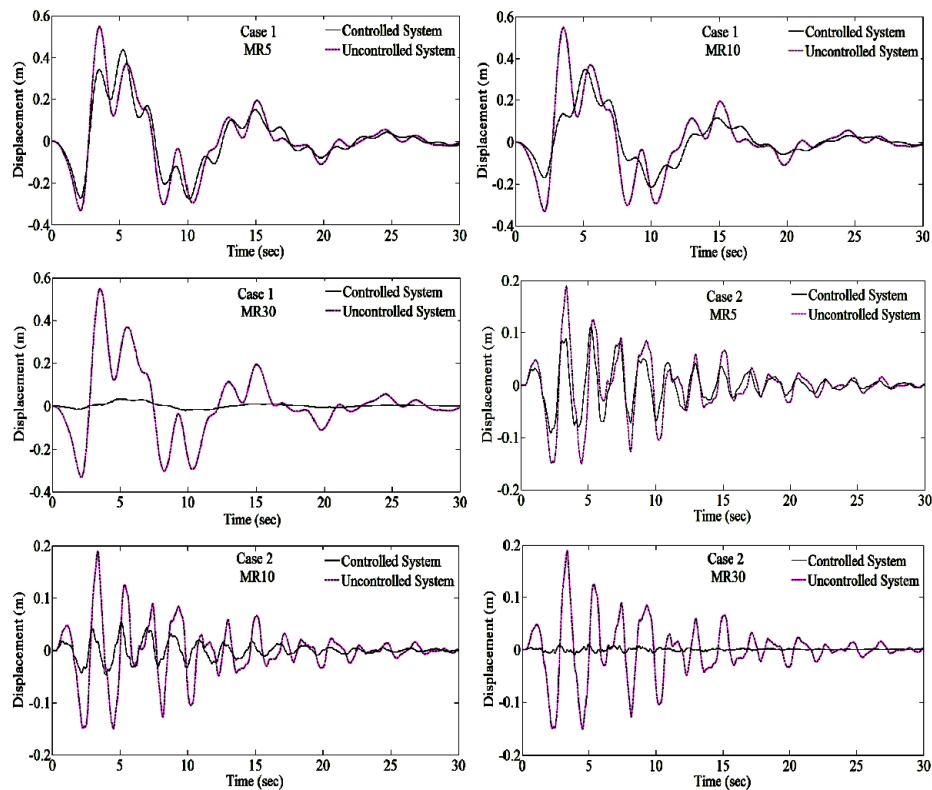 Case 1
MR5
Controlled System
Uncontrolled System
0.6
0.4
0.2
0
-0.2
-0.4
0 5 10 15 20 25 30
Displacement (m)
Time (sec)
Case 1
MR10
Controlled System
Uncontrolled System
0.6
0.4
0.2
0
-0.2
-0.4
0 5 10 15 20 25 30
Displacement (m)
Time (sec)
Case 1
MR30
Controlled System
Uncontrolled System
0.6
0.4
0.2
0
-0.2
-0.4
0 5 10 15 20 25 30
Displacement (m)
Time (sec)
Case 2
MR5
Controlled System
Uncontrolled System
0.2
0.1
0
-0.1
-0.2
0 5 10 15 20 25 30
Displacement (m)
Time (sec)
Case 2
MR10
Controlled System
Uncontrolled System
0.2
0.1
0
-0.1
-0.2
0 5 10 15 20 25 30
Displacement (m)
Time (sec)
Case 2
MR30
Controlled System
Uncontrolled System
0.2
0.1
0
-0.1
-0.2
0 5 10 15 20 25 30
Displacement (m)
Time (sec)